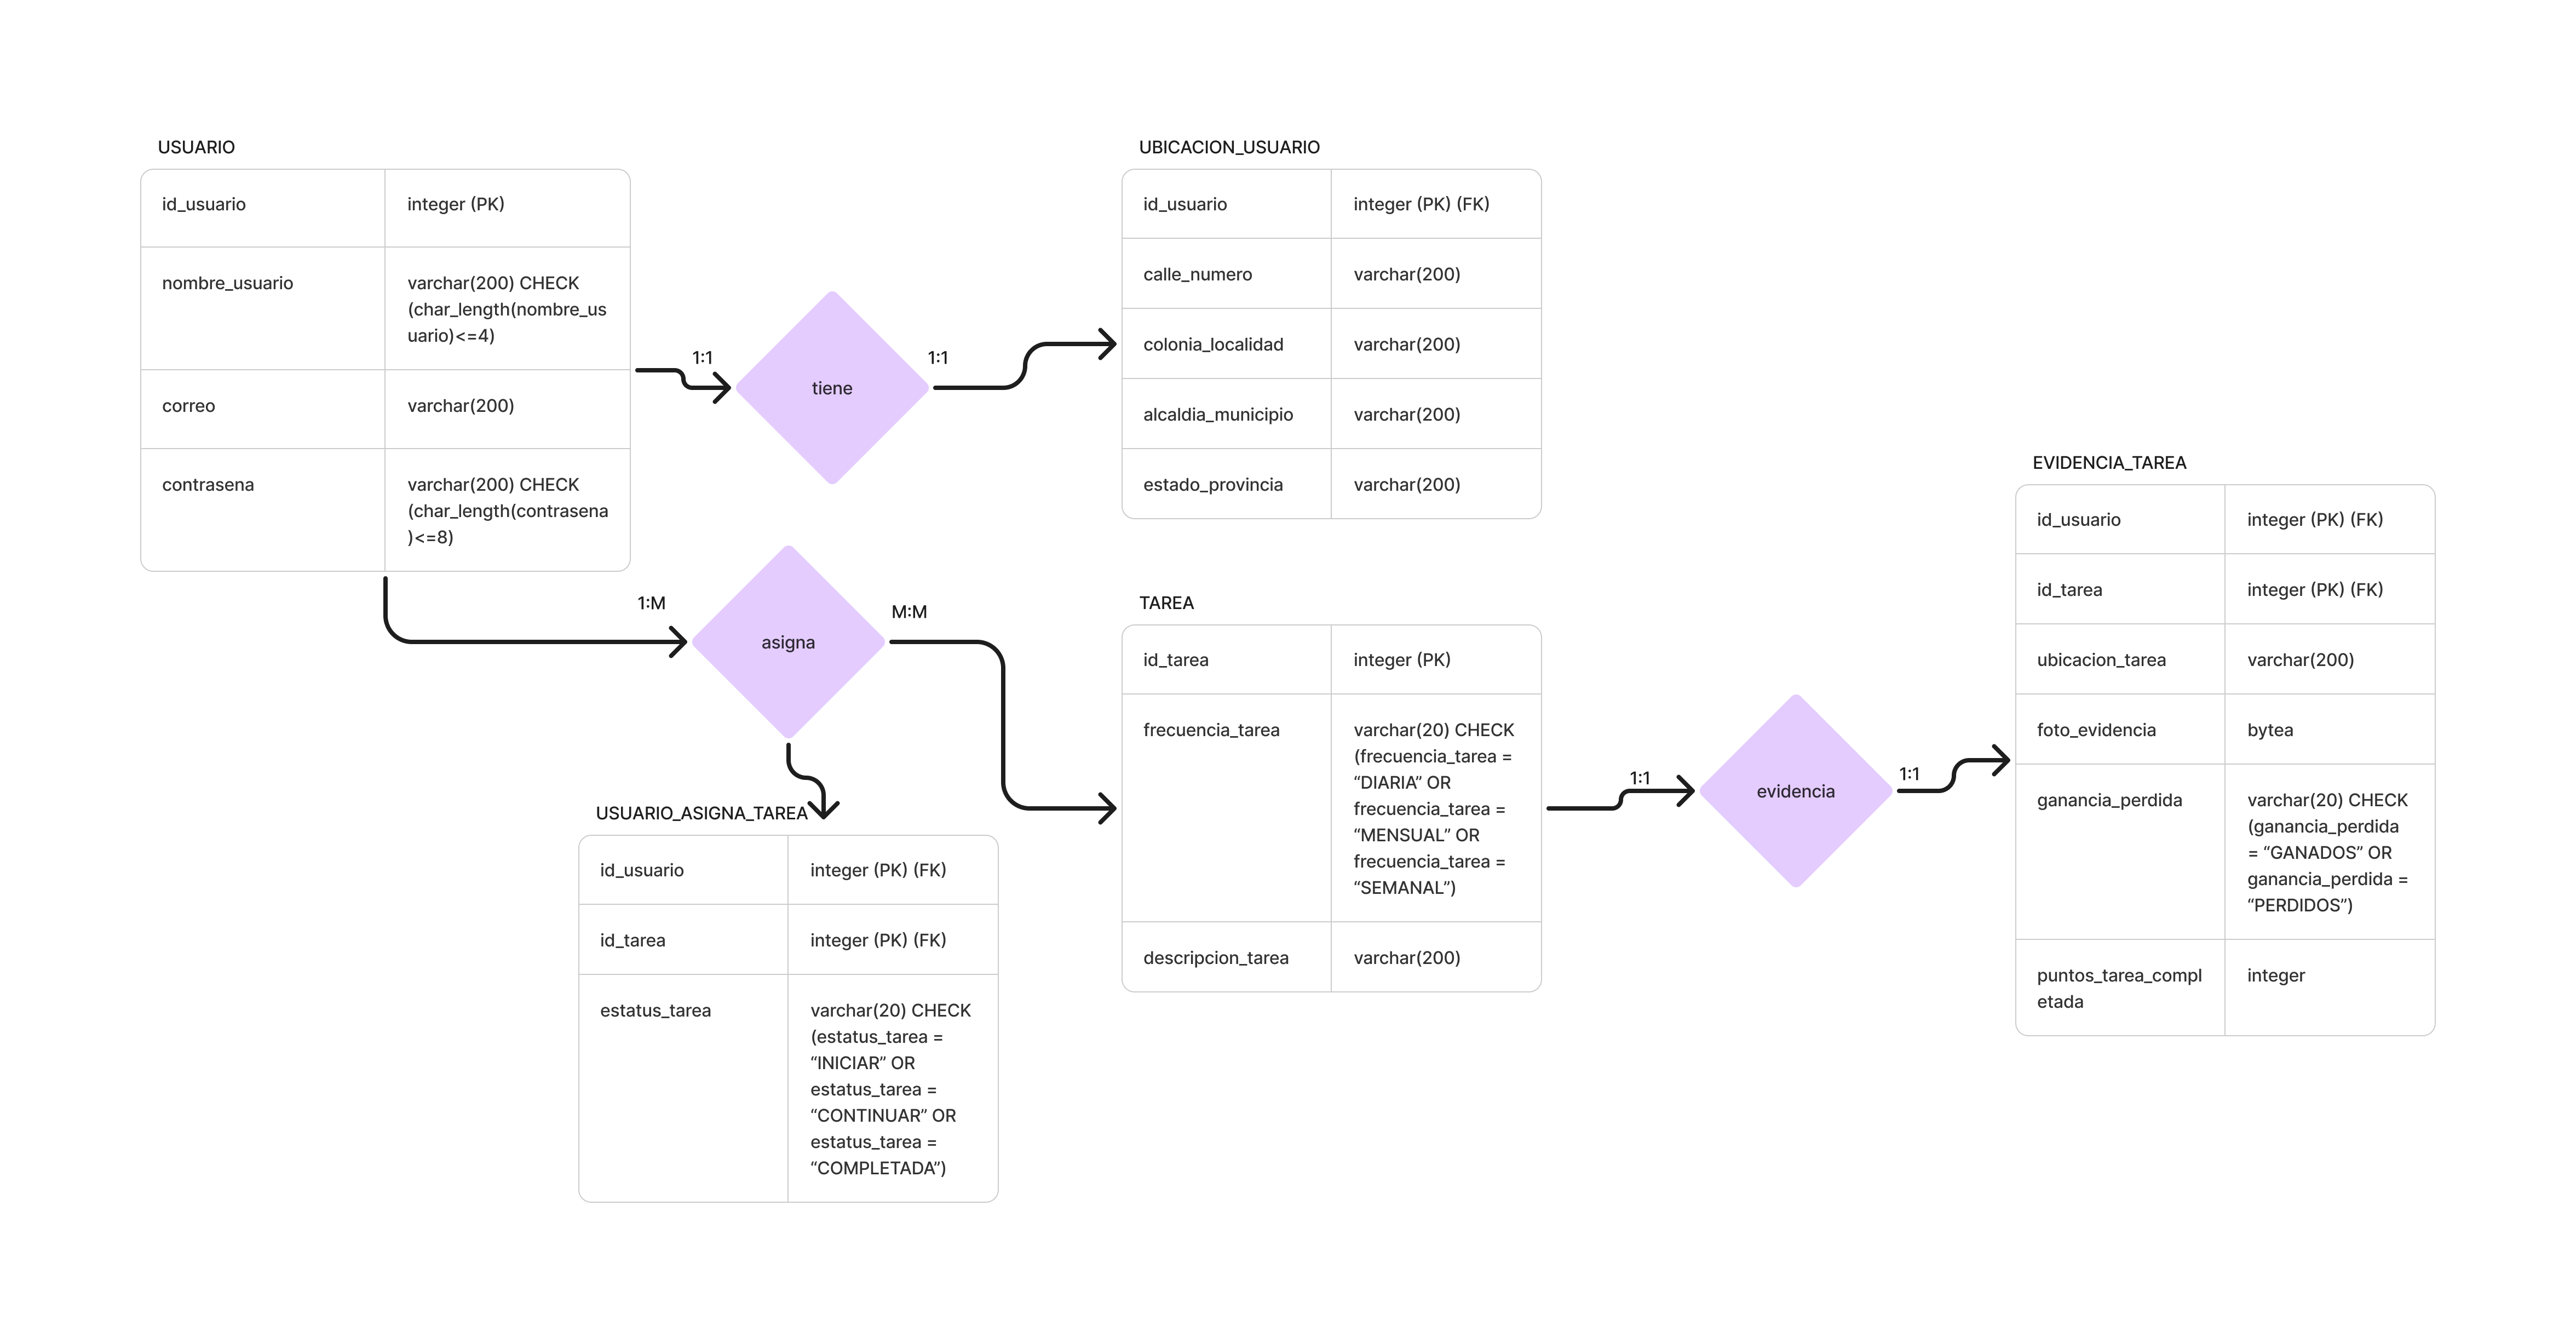 USUARIO
id_usuario
integer (PK)
nombre_usuario
varchar(200) CHECK
(char_length(nombre_us
uario)<=4)
correo
varchar(200)
contrasena
varchar(200) CHECK
(char_length(contrasena
)<=8)
1:1
tiene
1:1
UBICACION_USUARIO
id_usuario
integer (PK) (FK)
calle_numero
varchar(200)
colonia_localidad
varchar(200)
alcaldia_municipio
varchar(200)
estado_provincia
varchar(200)
1:M
asigna
M:M
USUARIO_ASIGNA_TAREA
id_usuario
integer (PK) (FK)
id_tarea
integer (PK) (FK)
estatus_tarea
varchar(20) CHECK
(estatus_tarea =
“INICIAR” OR
estatus_tarea =
“CONTINUAR” OR
estatus_tarea =
“COMPLETADA”)
TAREA
id_tarea
integer (PK)
frecuencia_tarea
varchar(20) CHECK
(frecuencia_tarea =
“DIARIA” OR
frecuencia_tarea =
“MENSUAL” OR
frecuencia_tarea =
“SEMANAL”)
descripcion_tarea
varchar(200)
1:1
evidencia
1:1
EVIDENCIA_TAREA
id_usuario
integer (PK) (FK)
id_tarea
integer (PK) (FK)
ubicacion_tarea
varchar(200)
foto_evidencia
bytea
ganancia_perdida
varchar(20) CHECK
(ganancia_perdida
= “GANADOS” OR
ganancia_perdida =
“PERDIDOS”)
puntos_tarea_compl
etada
integer